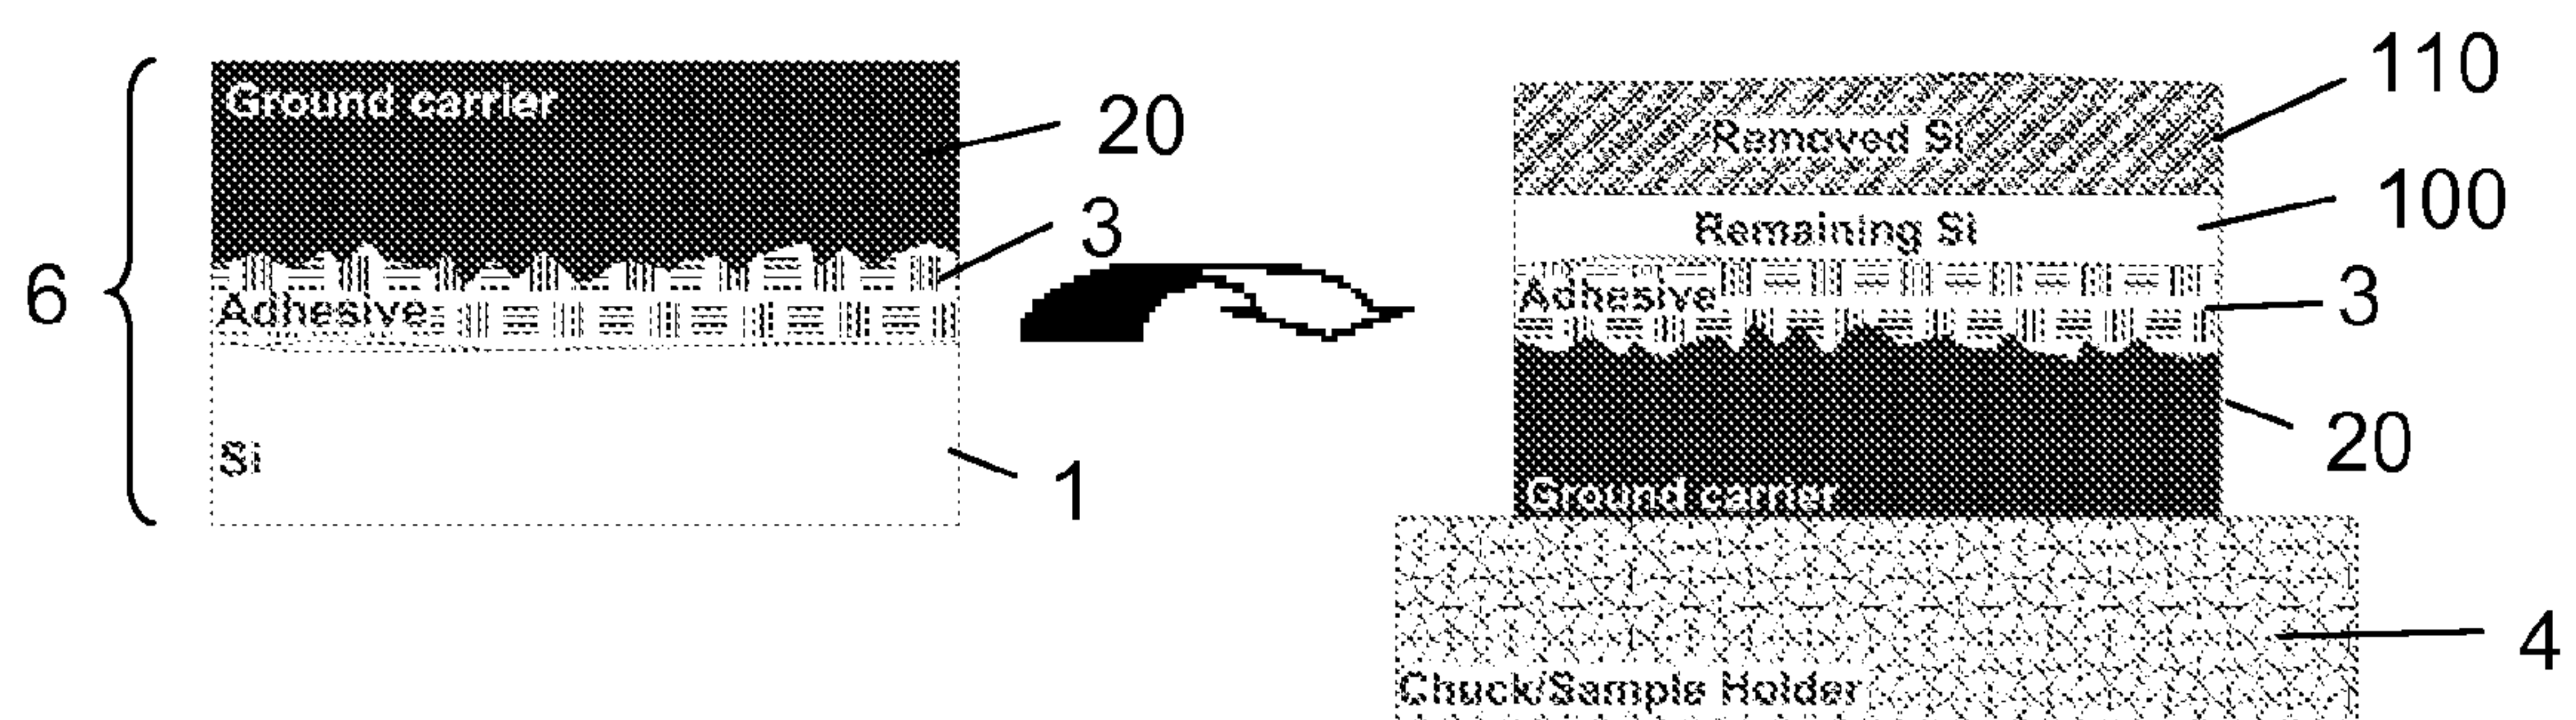 Ground carrier
20
3
6
Adhesive
Si
1
110
Removed Si
100
Remaining Si
Adhesive
3
20
Ground carrier
4
Chuck/Sample Holder